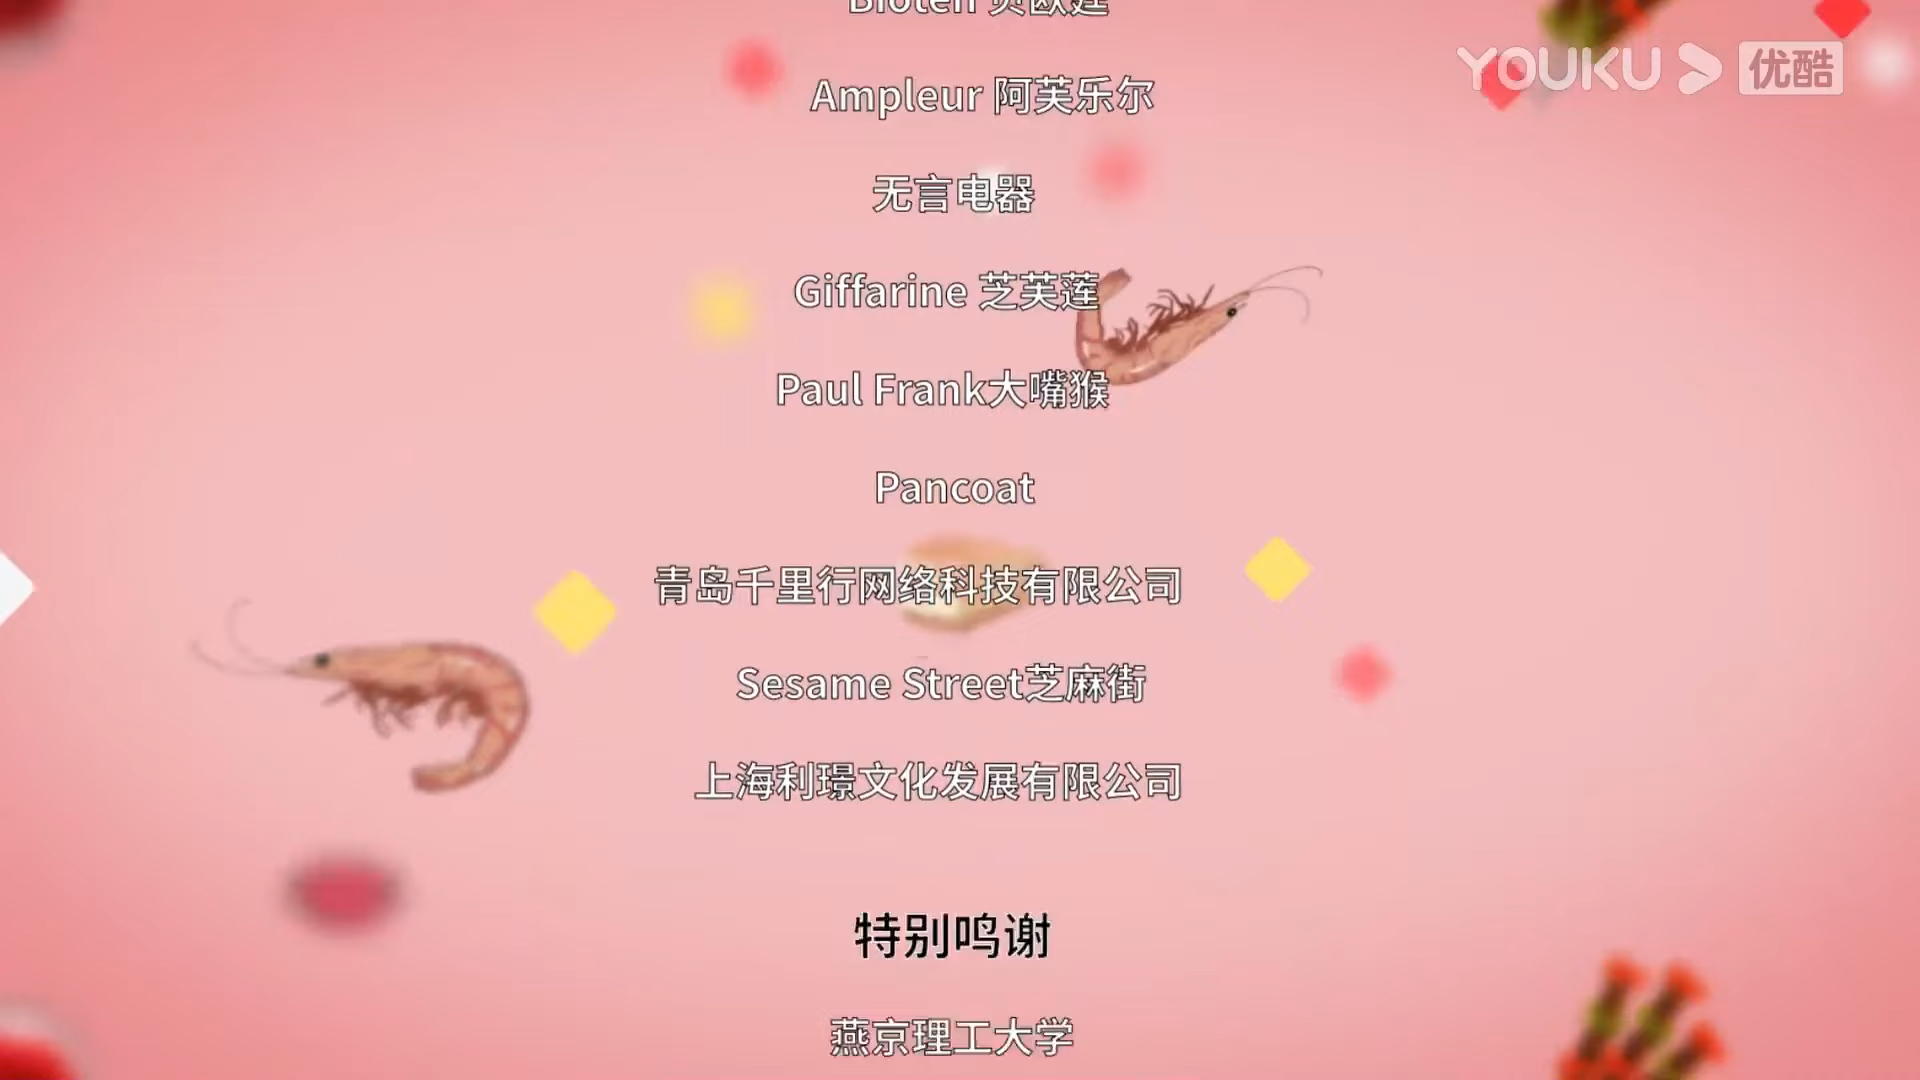 YOUKU 优酷
Ampleur 阿芙乐尔
无言电器
Giffarine 芝芙莲
Paul Frank大嘴猴
Pancoat
青岛千里行网络科技有限公司
Sesame Street芝麻街
上海利璟文化发展有限公司
特别鸣谢
燕京理工大学